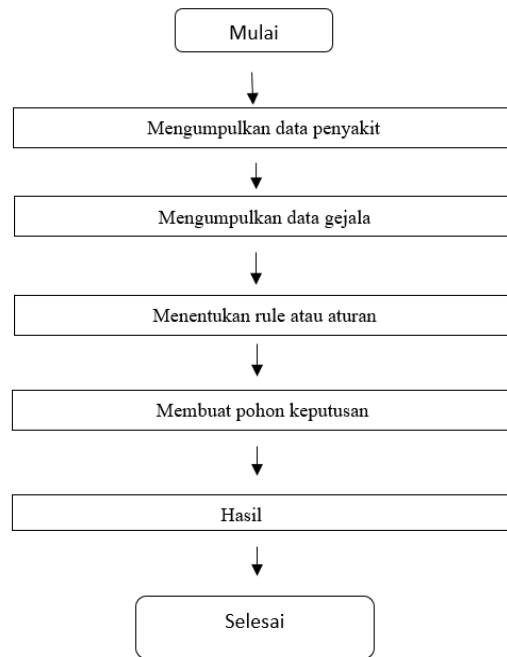 Mulai
Mengumpulkan data penyakit
Mengumpulkan data gejala
Menentukan rule atau aturan
Membuat pohon keputusan
Hasil
Selesai